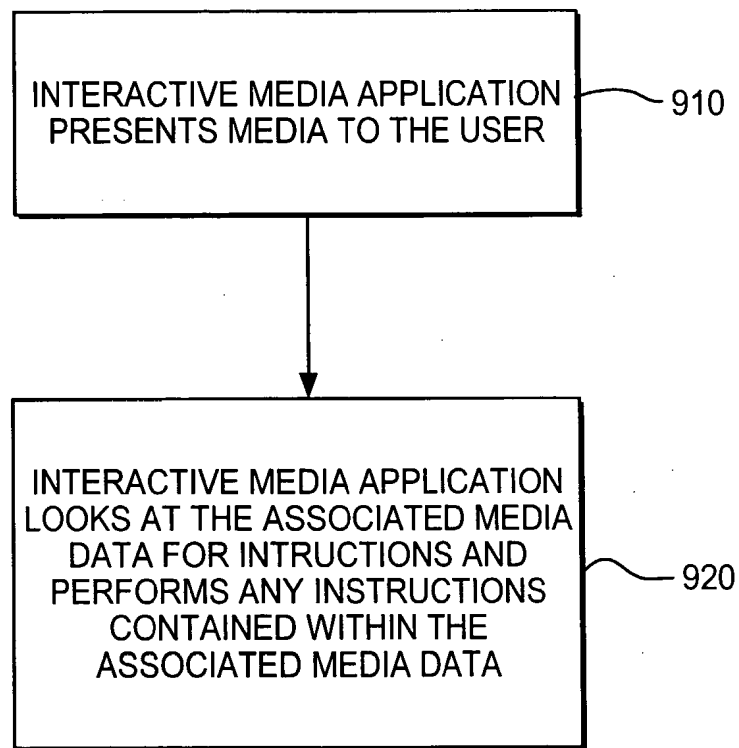 INTERACTIVE MEDIA APPLICATION
PRESENTS MEDIA TO THE USER
910
INTERACTIVE MEDIA APPLICATION
LOOKS AT THE ASSOCIATED MEDIA
DATA FOR INTRUCTIONS AND
PERFORMS ANY INSTRUCTIONS
CONTAINED WITHIN THE
ASSOCIATED MEDIA DATA
920